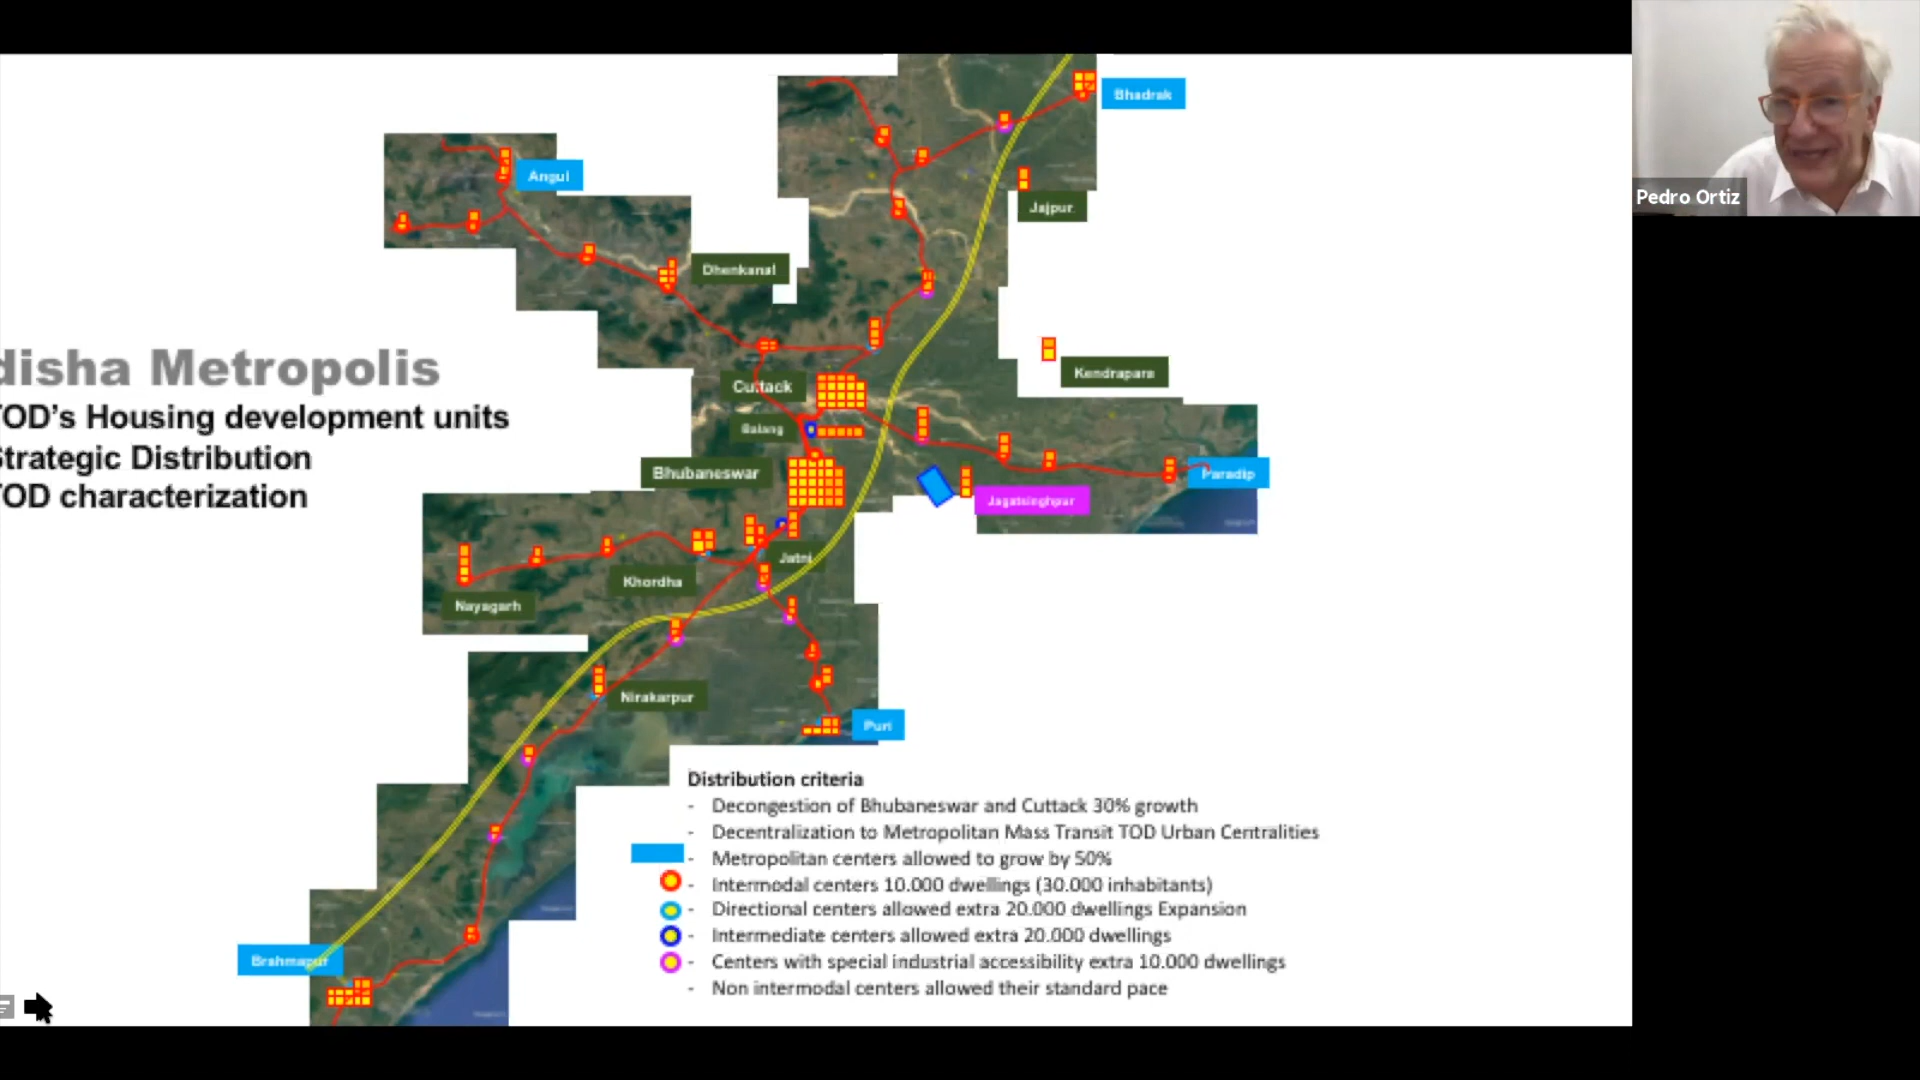 Bhadrak
Pedro Ortiz
Angul
Jajpur
Dhenkanal
disha Metropolis
Kendrapara
Cuttack
TOD's Housing development units
Balang
Strategic Distribution
Bhubaneswar
Paradip
TOD characterization
Jagatsinghpur
Jatni
Khordha
Nayagarh
Nirakarpur
Puri
Distribution criteria
- Decongestion of Bhubaneswar and Cuttack 30% growth
- Decentralization to Metropolitan Mass Transit TOD Urban Centralities
- Metropolitan centers allowed to grow by 50%
- Intermodal centers 10.000 dwellings (30.000 inhabitants)
- Directional centers allowed extra 20.000 dwellings Expansion
- Intermediate centers allowed extra 20.000 dwellings
- Centers with special industrial accessibility extra 10.000 dwellings
- Non intermodal centers allowed their standard pace
Brahmapur